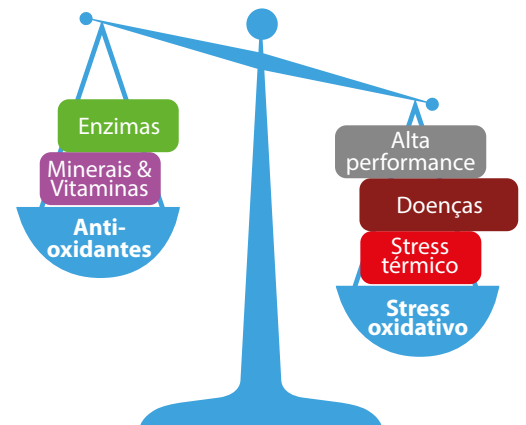 Enzimas
Minerais &
Vitaminas
Anti-
oxidantes
Alta
performance
Doenças
Stress
térmico
Stress
oxidativo